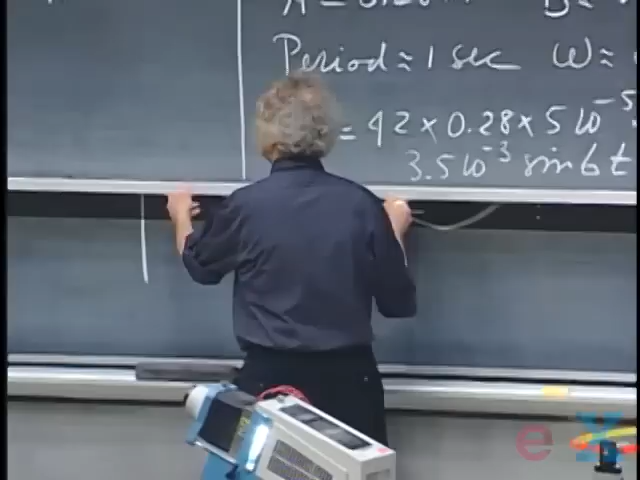 Period ≈ 1 sec ω ≈
= 42 × 0.28 × 5 10⁻⁵
3.5 10⁻³ sin 6 t
e X